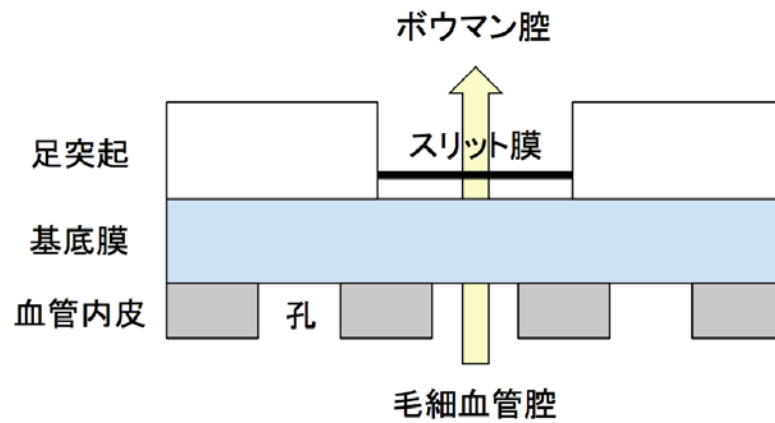 ボウマン腔
スリット膜
足突起
基底膜
血管内皮
孔
毛細血管腔